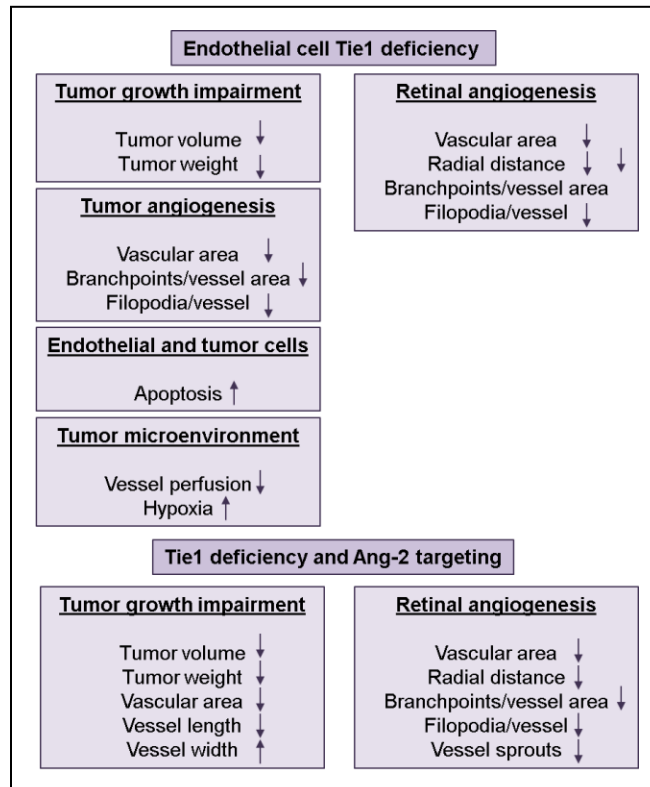 Endothelial cell Tie1 deficiency
Tumor growth impairment
Tumor volume ↓
Tumor weight ↓
Tumor angiogenesis
Vascular area ↓
Branchpoints/vessel area ↓
Filopodia/vessel ↓
Endothelial and tumor cells
Apoptosis ↑
Tumor microenvironment
Vessel perfusion ↓
Hypoxia ↑
Retinal angiogenesis
Vascular area ↓
Radial distance ↓ ↓
Branchpoints/vessel area
Filopodia/vessel ↓
Tie1 deficiency and Ang-2 targeting
Tumor growth impairment
Tumor volume ↓
Tumor weight ↓
Vascular area ↓
Vessel length ↓
Vessel width ↑
Retinal angiogenesis
Vascular area ↓
Radial distance ↓
Branchpoints/vessel area ↓
Filopodia/vessel ↓
Vessel sprouts ↓